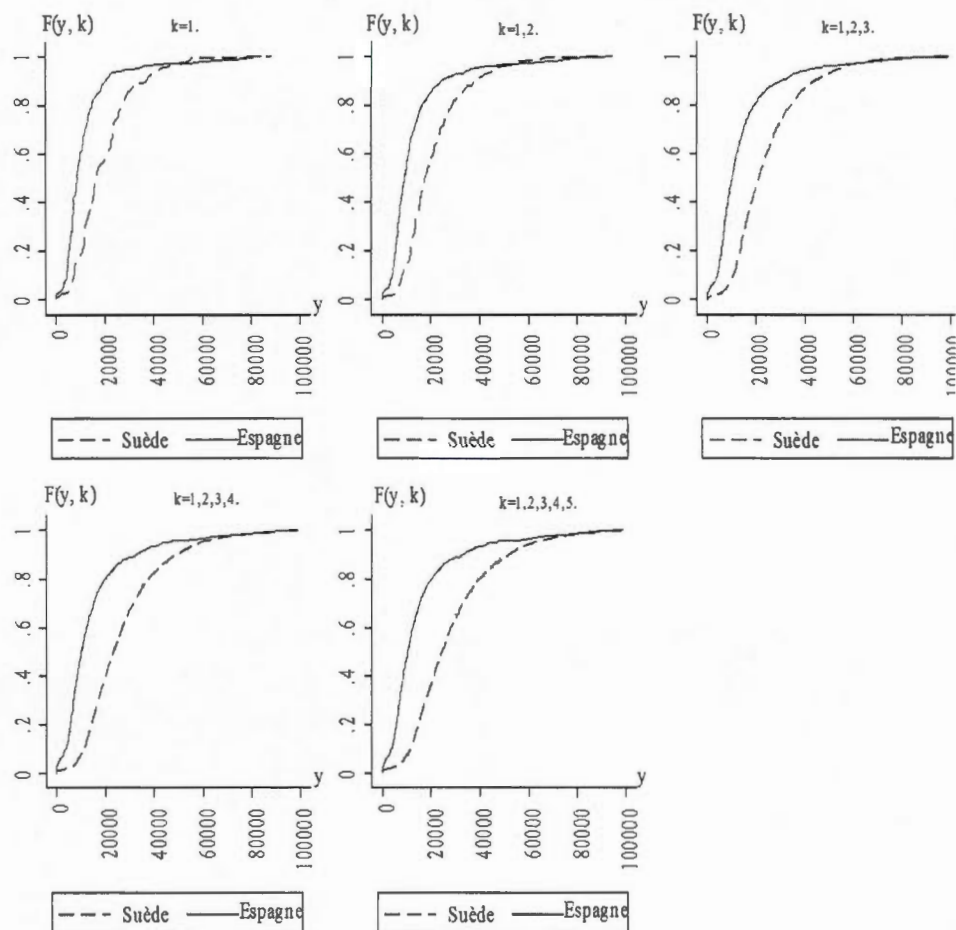 F(y, k)
k=1.
1
.8
.6
.4
.2
0
y
0
20000
40000
60000
80000
100000
Suède
Espagne
F(y, k)
k=1,2.
1
.8
.6
.4
.2
0
y
0
20000
40000
60000
80000
100000
Suède
Espagne
F(y, k)
k=1,2,3.
1
.8
.6
.4
.2
0
0
20000
40000
60000
80000
100000
Suède
Espagne
F(y, k)
k=1,2,3,4.
1
.8
.6
.4
.2
0
y
0
20000
40000
60000
80000
100000
Suède
Espagne
F(y, k)
k=1,2,3,4,5.
1
.8
.6
.4
.2
0
y
0
20000
40000
60000
80000
100000
Suède
Espagne